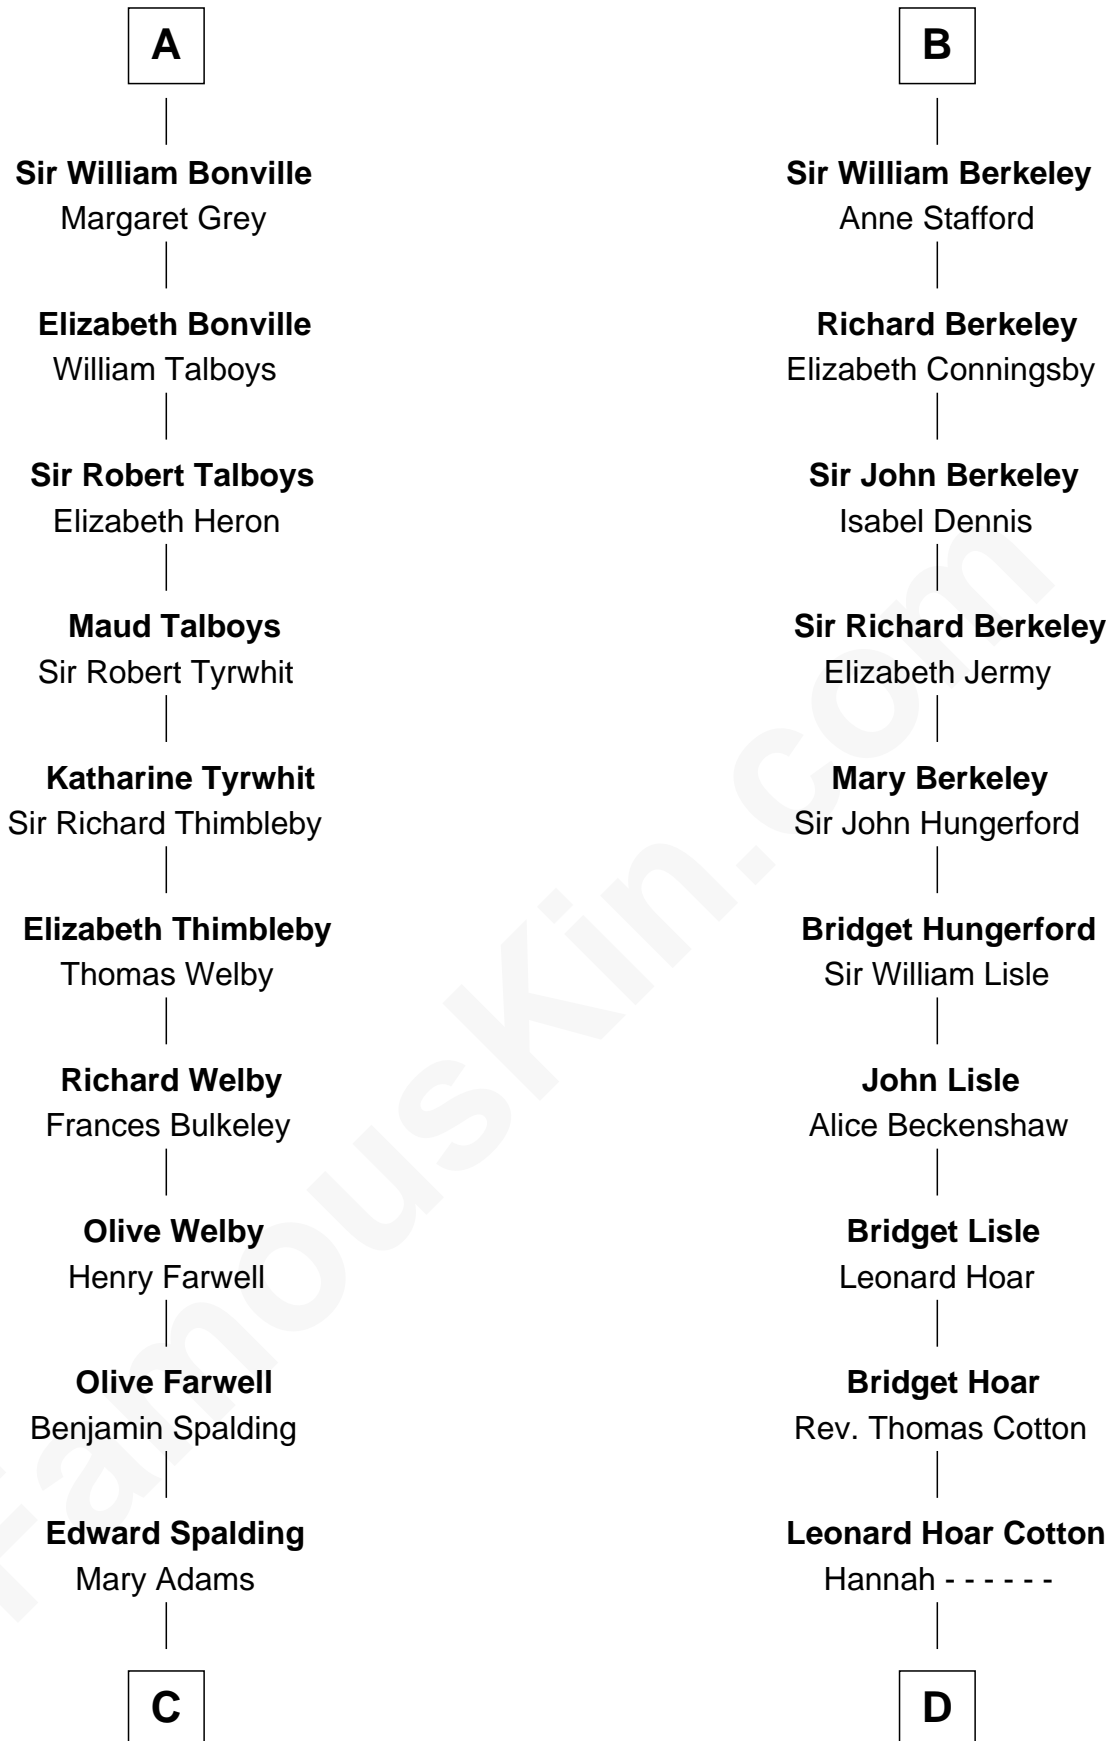 A
Sir William Bonville
Margaret Grey
Elizabeth Bonville
William Talboys
Sir Robert Talboys
Elizabeth Heron
Maud Talboys
Sir Robert Tyrwhit
Katharine Tyrwhit
Sir Richard Thimbleby
Elizabeth Thimbleby
Thomas Welby
Richard Welby
Frances Bulkeley
Olive Welby
Henry Farwell
Olive Farwell
Benjamin Spalding
Edward Spalding
Mary Adams
C
B
Sir William Berkeley
Anne Stafford
Richard Berkeley
Elizabeth Conningsby
Sir John Berkeley
Isabel Dennis
Sir Richard Berkeley
Elizabeth Jermy
Mary Berkeley
Sir John Hungerford
Bridget Hungerford
Sir William Lisle
John Lisle
Alice Beckenshaw
Bridget Lisle
Leonard Hoar
Bridget Hoar
Rev. Thomas Cotton
Leonard Hoar Cotton
Hannah - - - - - -
D
FamousKin.com